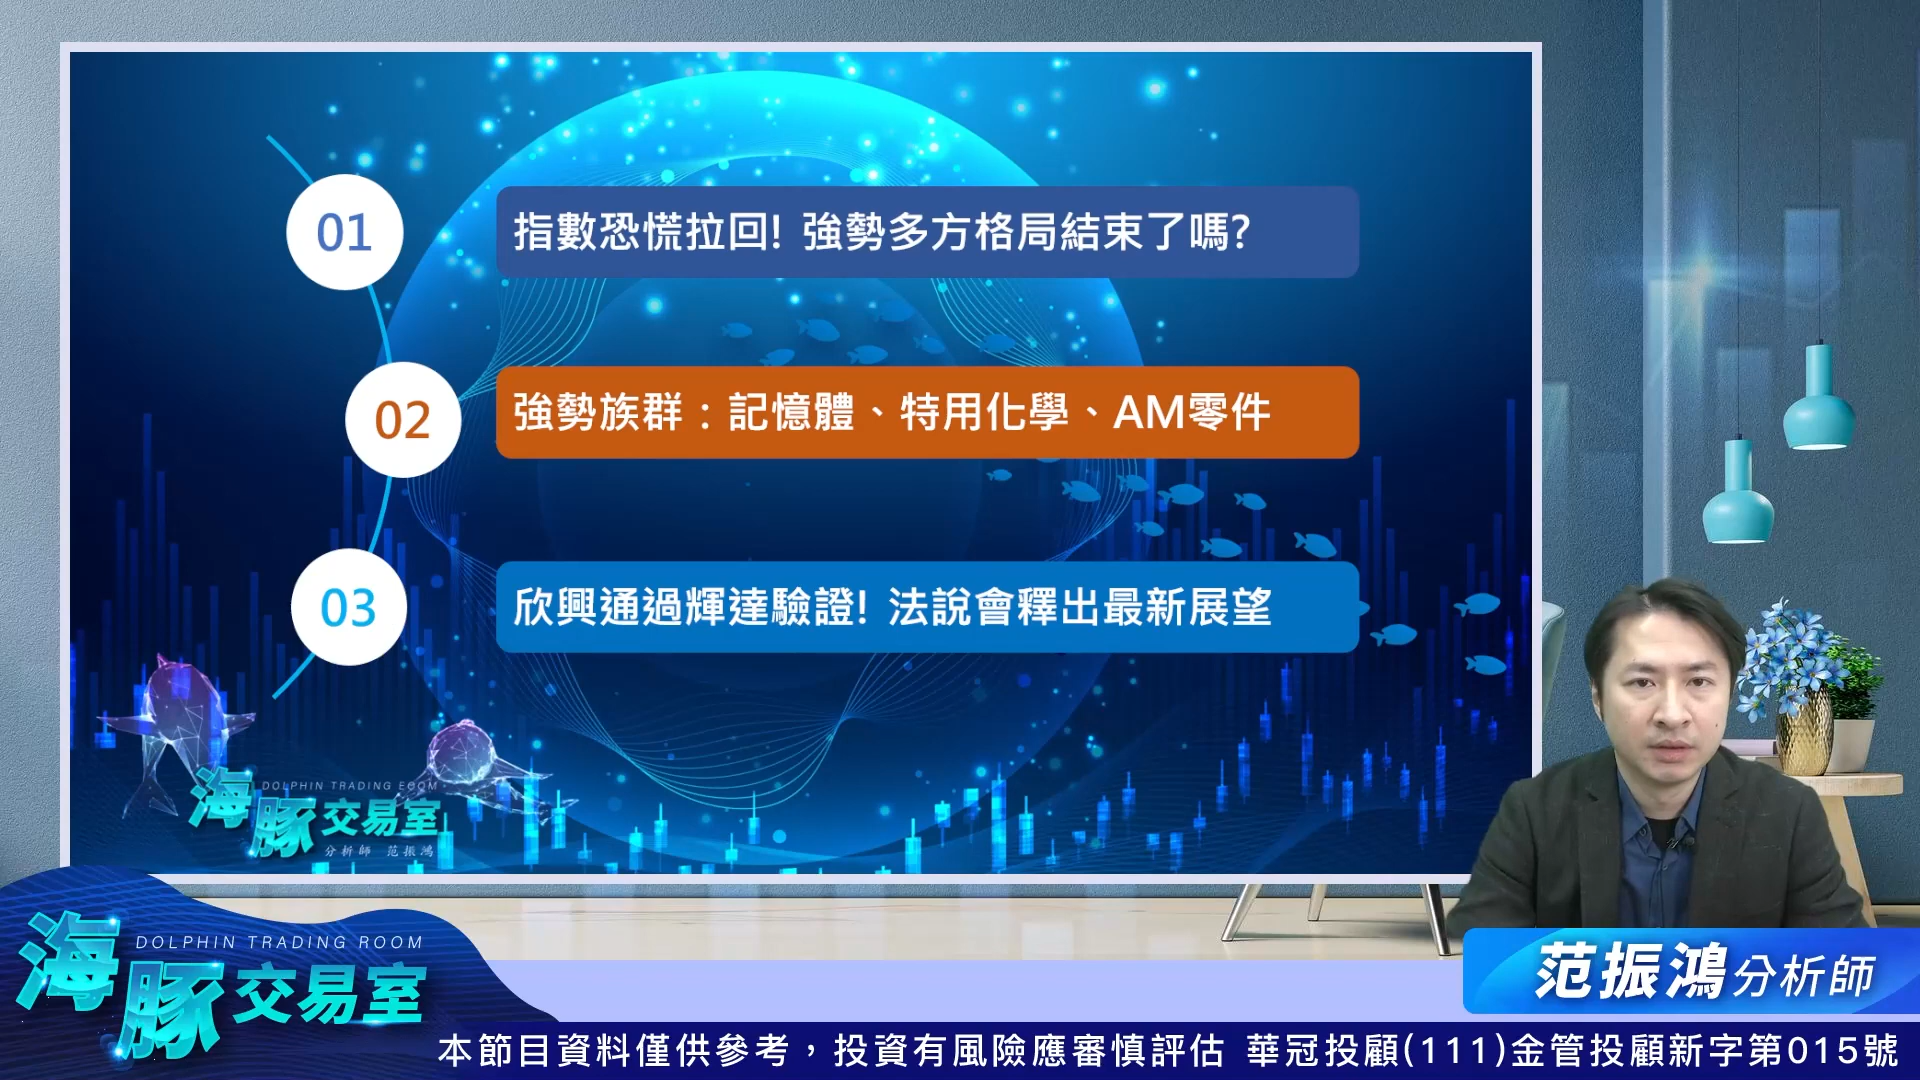 01
指數恐慌拉回! 強勢多方格局結束了嗎?
02
強勢族群：記憶體、特用化學、AM零件
03
欣興通過輝達驗證! 法說會釋出最新展望
DOLPHIN TRADING ROOM
海豚交易室
分析師 范振鴻
DOLPHIN TRADING ROOM
海豚交易室
范振鴻分析師
本節目資料僅供參考，投資有風險應審慎評估 華冠投顧(111)金管投顧新字第015號